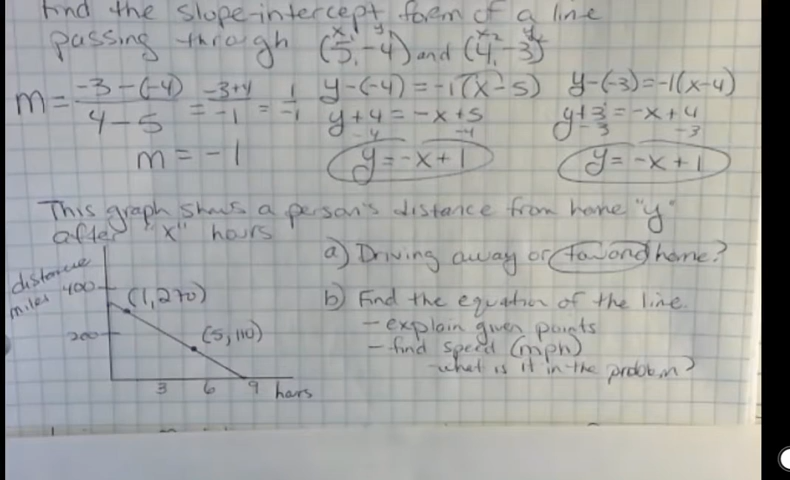 Find the slope-intercept form of a line
passing through (5,-4) and (4,-3)
x₁ y₁ x₂ y₂
m = -3-(-4) / 4-5 = -3+4 / -1 = 1 / -1
m = -1
y-(-4) = -1(x-5)
y+4 = -x+5
-4 -4
y = -x+1
y-(-3) = -1(x-4)
y+3 = -x+4
-3 -3
y = -x+1
This graph shows a person's distance from home "y"
after "x" hours
distance
miles
400
200
(1,270)
(5,110)
3 6 9 hours
a) Driving away or toward home?
b) Find the equation of the line.
- explain given points
- find speed (mph)
- what is it in the problem?